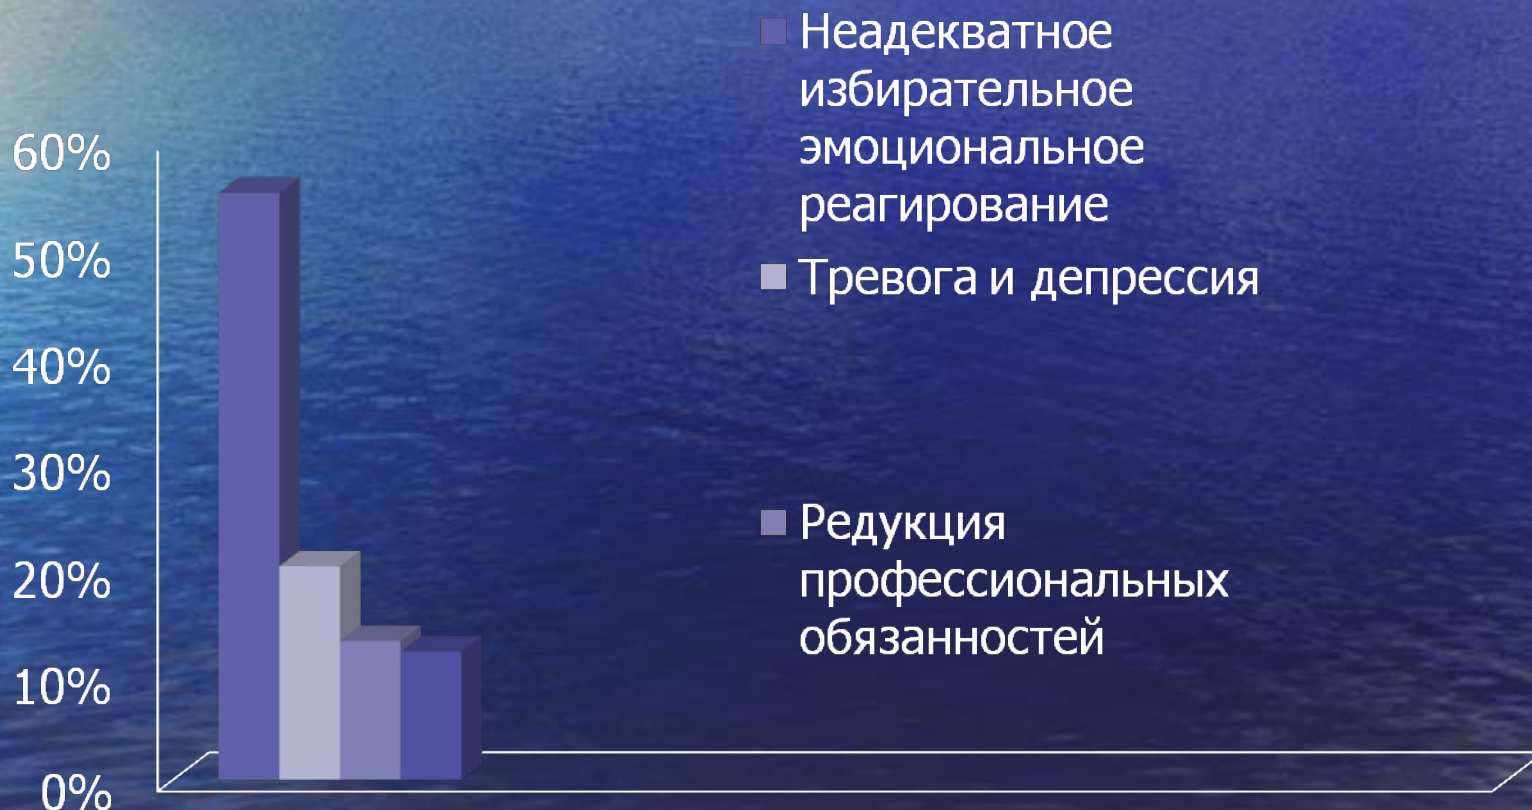 60%
50%
40%
30%
20%
10%
0%
Неадекватное
избирательное
эмоциональное
реагирование
Тревога и депрессия
Редукция
профессиональных
обязанностей